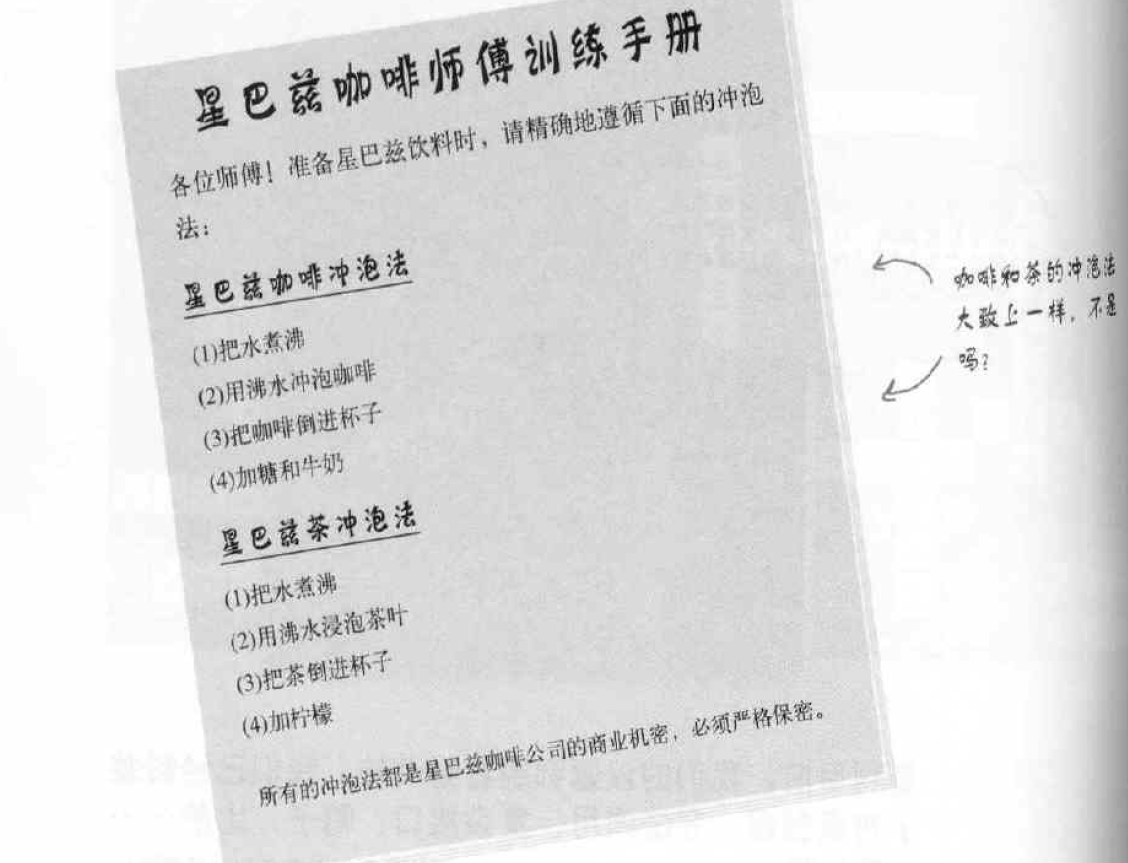 星巴兹咖啡师傅训练手册
各位师傅！准备星巴兹饮料时，请精确地遵循下面的冲泡
法：
星巴兹咖啡冲泡法
(1)把水煮沸
(2)用沸水冲泡咖啡
(3)把咖啡倒进杯子
(4)加糖和牛奶
咖啡和茶的冲泡法
大致上一样，不是
吗？
星巴兹茶冲泡法
(1)把水煮沸
(2)用沸水浸泡茶叶
(3)把茶倒进杯子
(4)加柠檬
所有的冲泡法都是星巴兹咖啡公司的商业机密，必须严格保密。